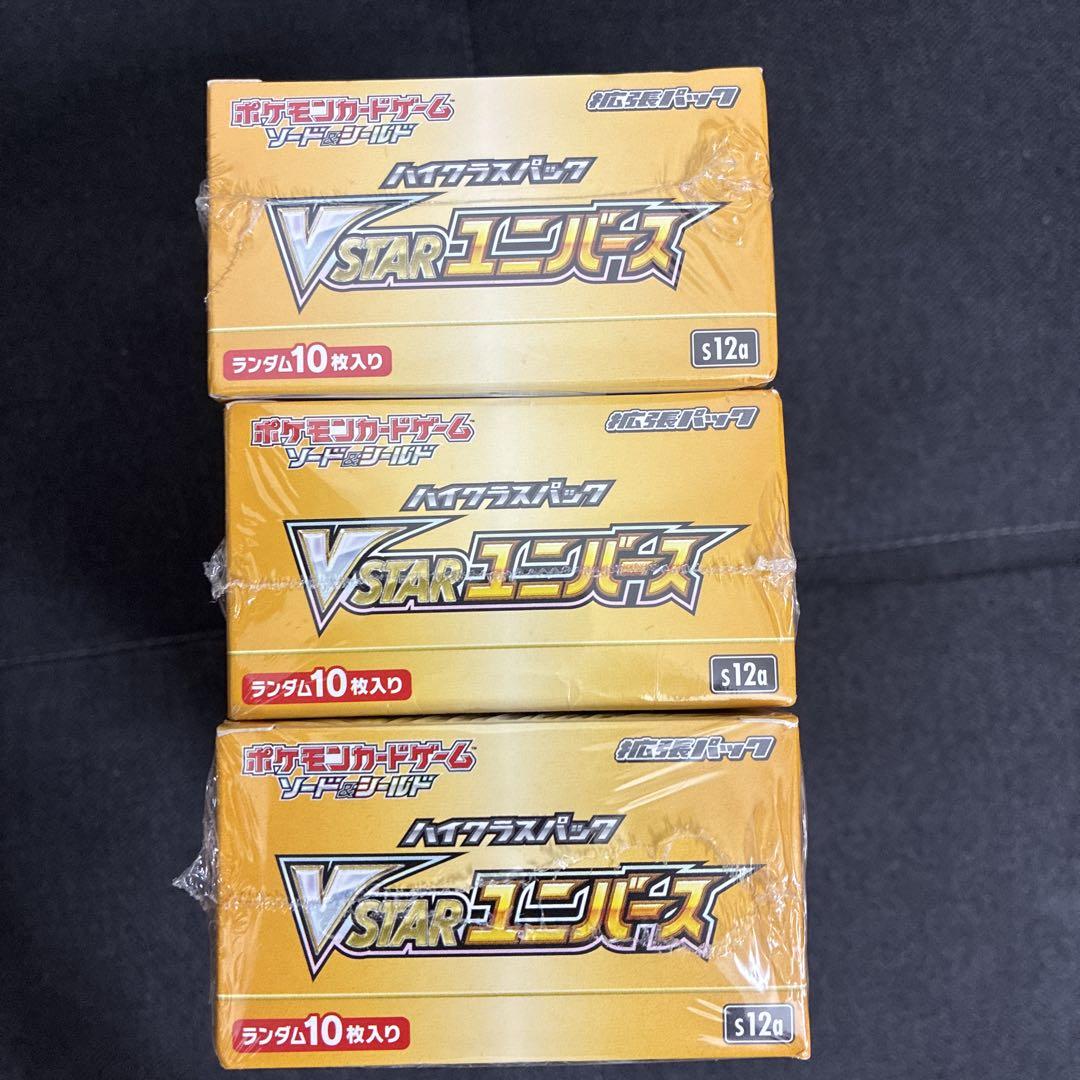 ポケモンカードゲーム 拡張パック
ソード&シールド
ハイクラスパック
VSTARユニバース
ランダム10枚入り s12a
ポケモンカードゲーム 拡張パック
ソード&シールド
ハイクラスパック
VSTARユニバース
ランダム10枚入り s12a
ポケモンカードゲーム 拡張パック
ソード&シールド
ハイクラスパック
VSTARユニバース
ランダム10枚入り s12a